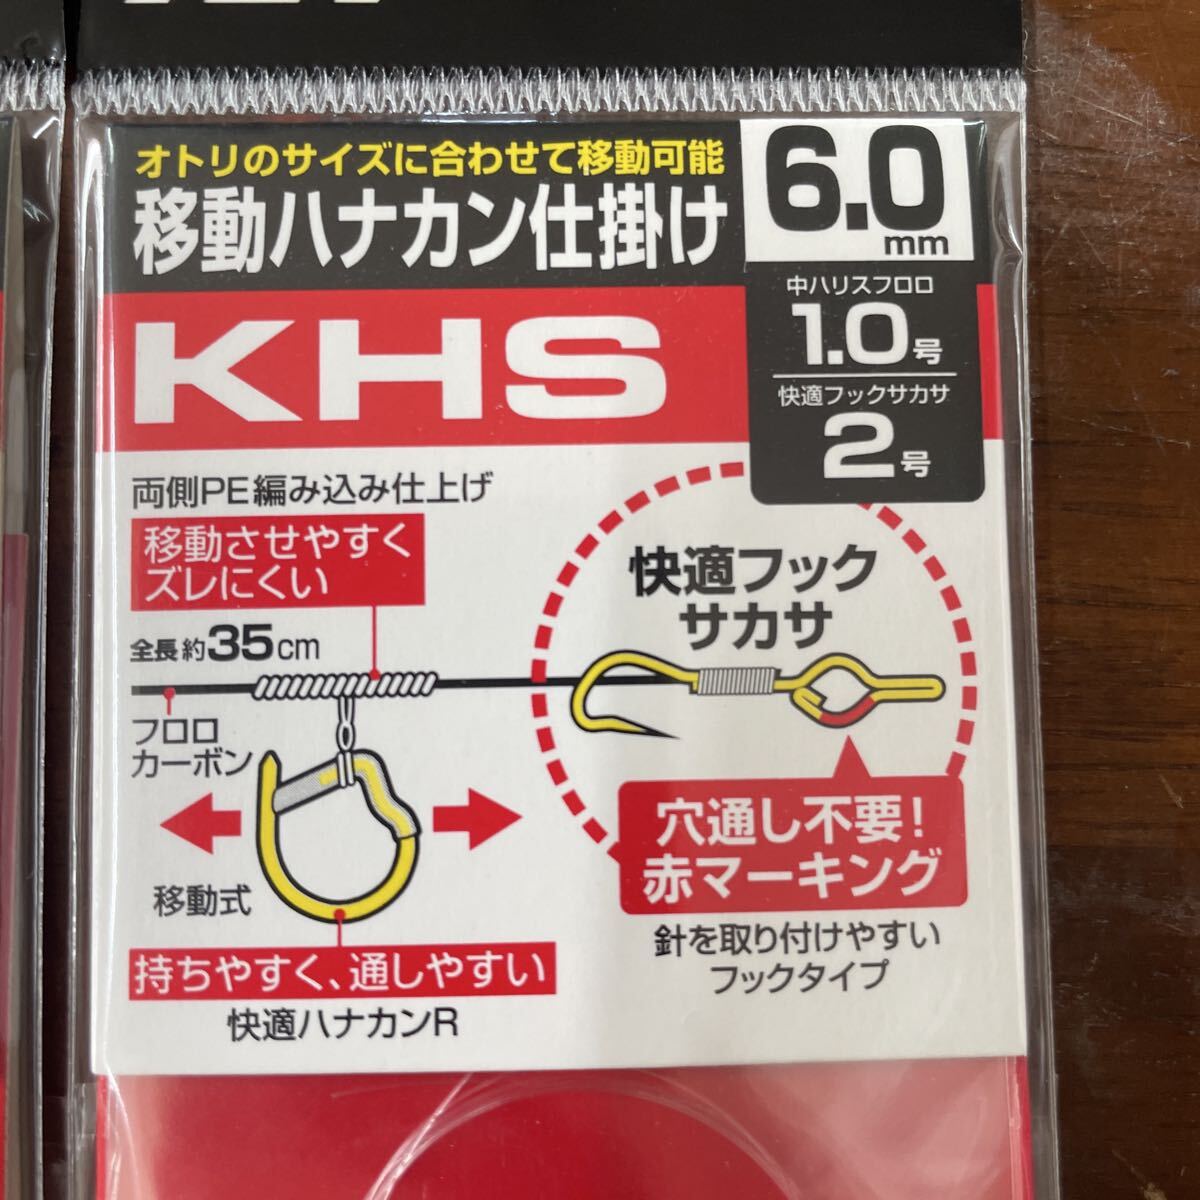 オトリのサイズに合わせて移動可能
移動ハナカン仕掛け
6.0
mm
中ハリスフロロ
1.0号
快適フックサカサ
2号
KHS
両側PE編み込み仕上げ
移動させやすく
ズレにくい
全長約35cm
フロロ
カーボン
移動式
持ちやすく、通しやすい
快適ハナカンR
快適フック
サカサ
穴通し不要!
赤マーキング
針を取り付けやすい
フックタイプ